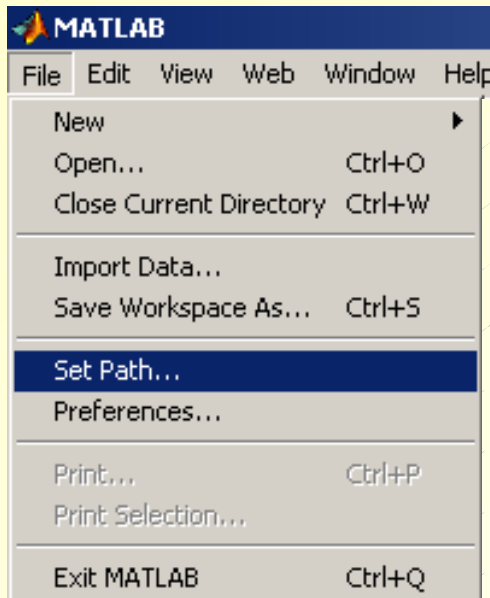 MATLAB
File Edit View Web Window Help
New
Open... Ctrl+O
Close Current Directory Ctrl+W
Import Data...
Save Workspace As... Ctrl+S
Set Path...
Preferences...
Print... Ctrl+P
Print Selection...
Exit MATLAB Ctrl+Q